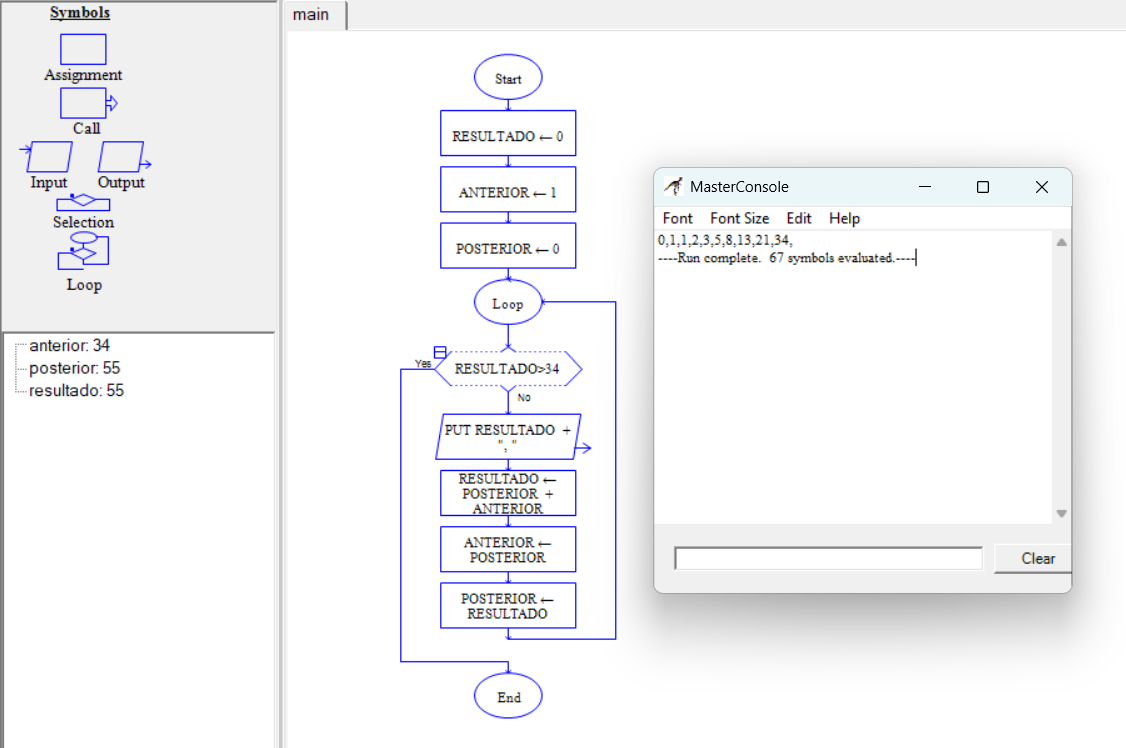 Symbols
Assignment
Call
Input Output
Selection
Loop
anterior: 34
posterior: 55
resultado: 55
main
Start
RESULTADO ← 0
ANTERIOR ← 1
POSTERIOR ← 0
Loop
Yes
RESULTADO>34
No
PUT RESULTADO +
","
RESULTADO ←
POSTERIOR +
ANTERIOR
ANTERIOR ←
POSTERIOR
POSTERIOR ←
RESULTADO
End
MasterConsole
Font Font Size Edit Help
0,1,1,2,3,5,8,13,21,34,
----Run complete. 67 symbols evaluated.----
Clear